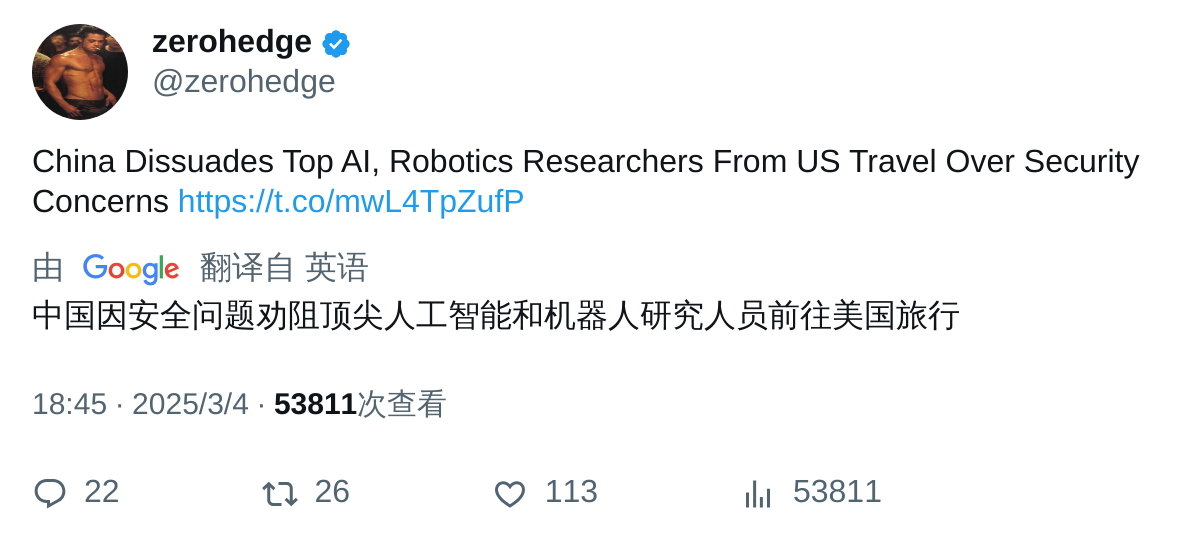 zerohedge
@zerohedge
China Dissuades Top AI, Robotics Researchers From US Travel Over Security
Concerns https://t.co/mwL4TpZufP
由 Google 翻译自 英语
中国因安全问题劝阻顶尖人工智能和机器人研究人员前往美国旅行
18:45 · 2025/3/4 · 53811次查看
22 26 113 53811